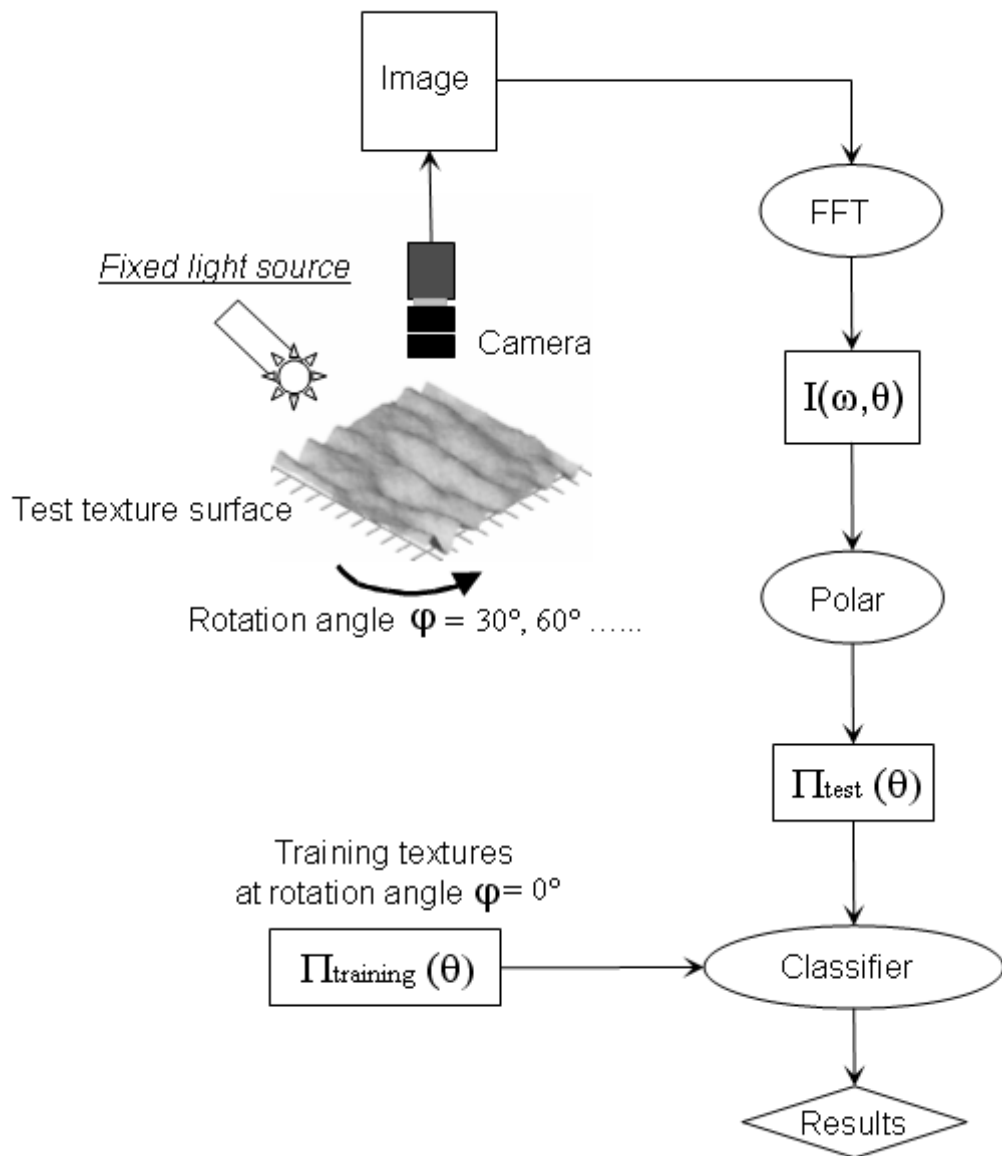 Image
FFT
Fixed light source
Camera
I(ω,θ)
Test texture surface
Rotation angle φ = 30°, 60° ......
Polar
Πtest (θ)
Training textures
at rotation angle φ= 0°
Πtraining (θ)
Classifier
Results